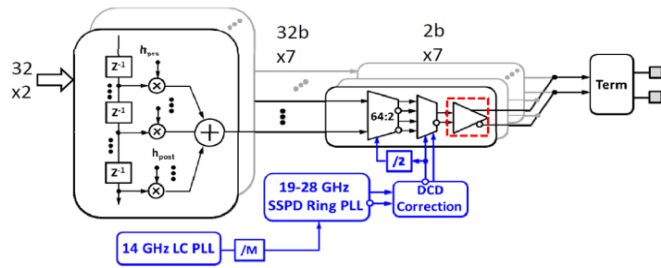 32
x2
h_pre
Z⁻¹
Z⁻¹
h_post
Z⁻¹
32b
x7
2b
x7
64:2
/2
Term
19-28 GHz
SSPD Ring PLL
DCD
Correction
14 GHz LC PLL
/M